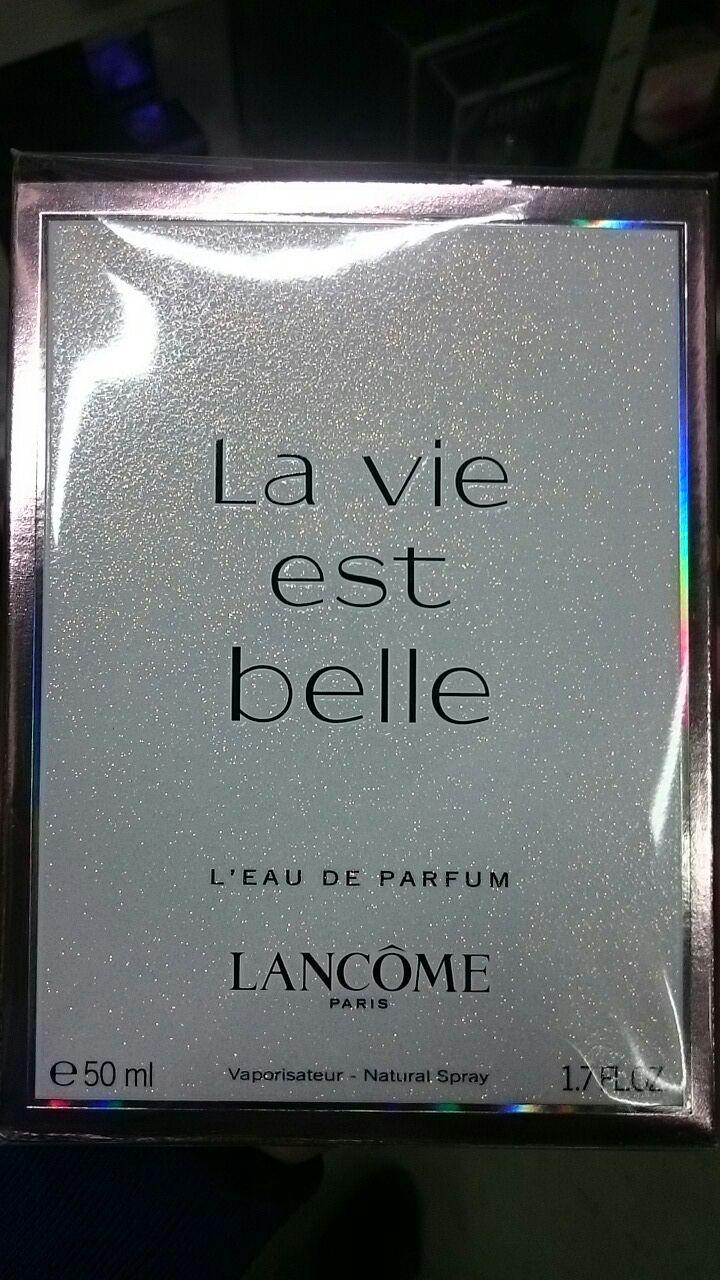 La vie
est
belle
L'EAU DE PARFUM
LANCÔME
PARIS
℮50 ml Vaporisateur - Natural Spray 1.7 FL.OZ